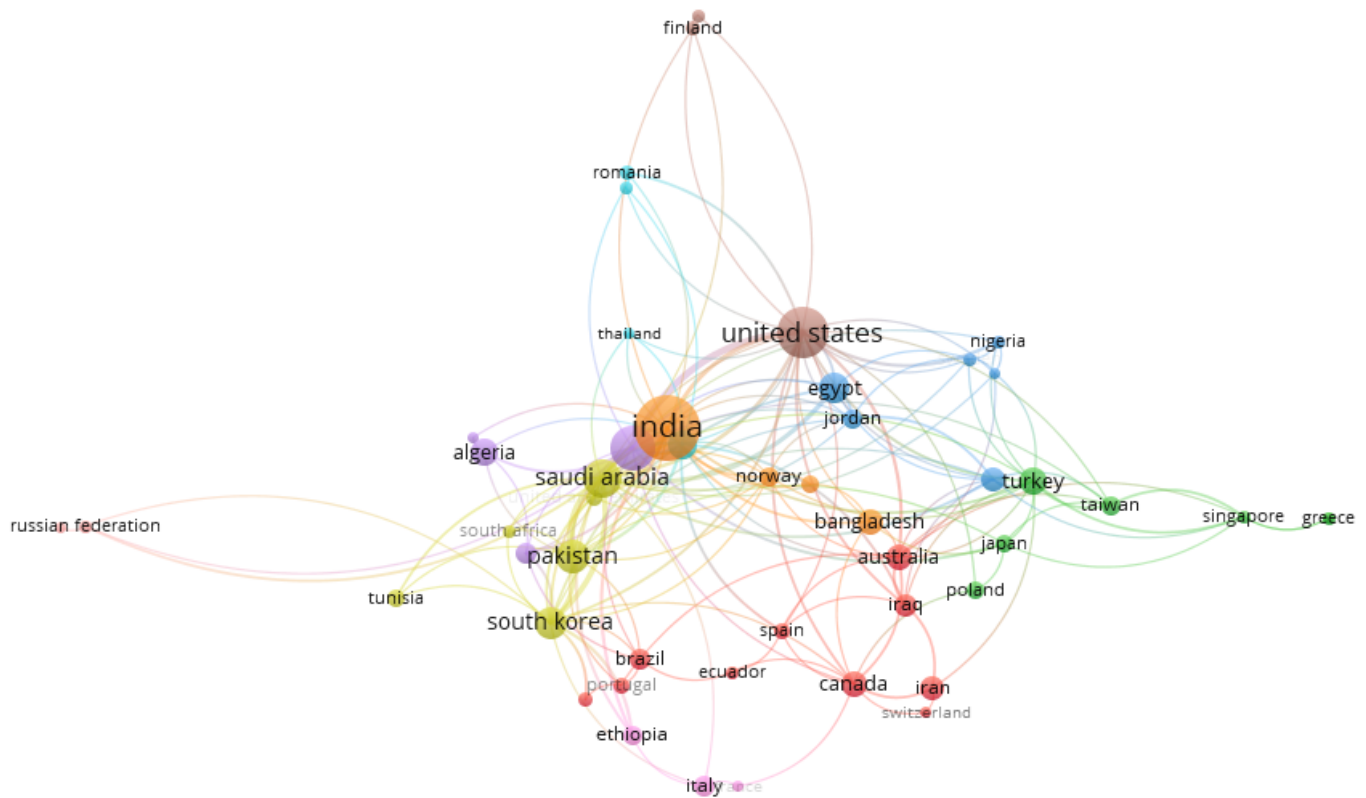 finland
romania
thailand
united states
nigeria
egypt
jordan
india
algeria
saudi arabia
norway
turkey
taiwan
singapore
greece
russian federation
south africa
bangladesh
japan
pakistan
australia
poland
tunisia
iraq
south korea
spain
brazil
ecuador
portugal
canada
iran
switzerland
ethiopia
italy